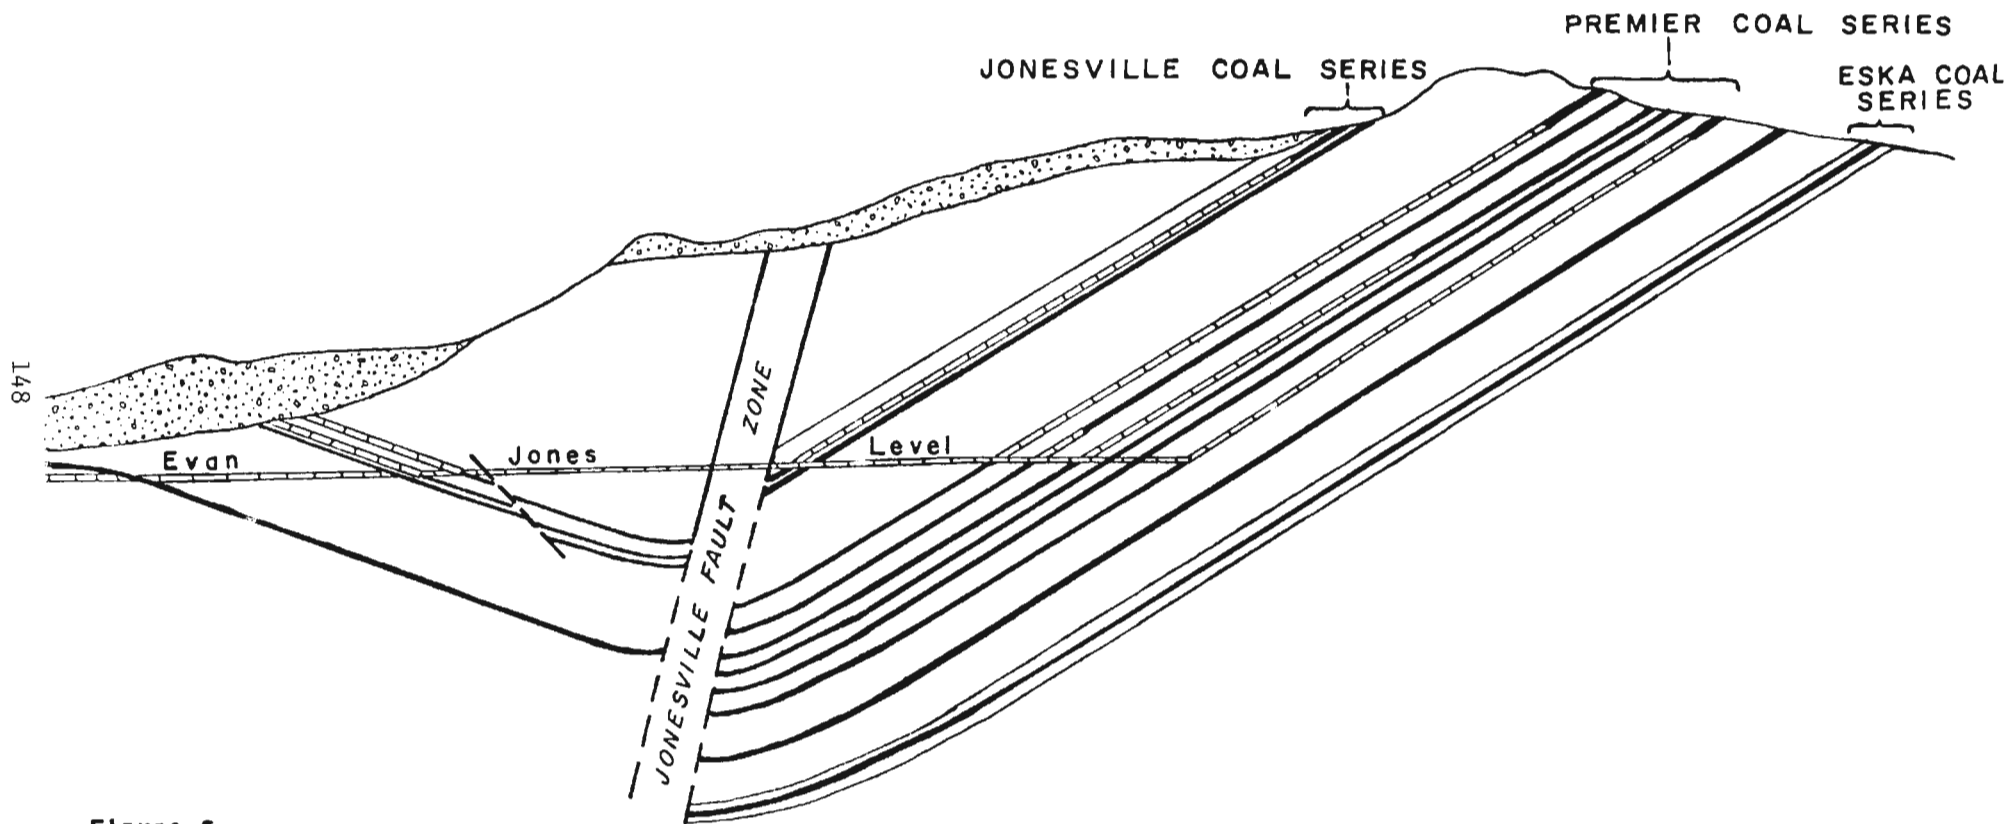 PREMIER COAL SERIES
JONESVILLE COAL SERIES
ESKA COAL
SERIES
148
Evan Jones Level
JONESVILLE FAULT ZONE